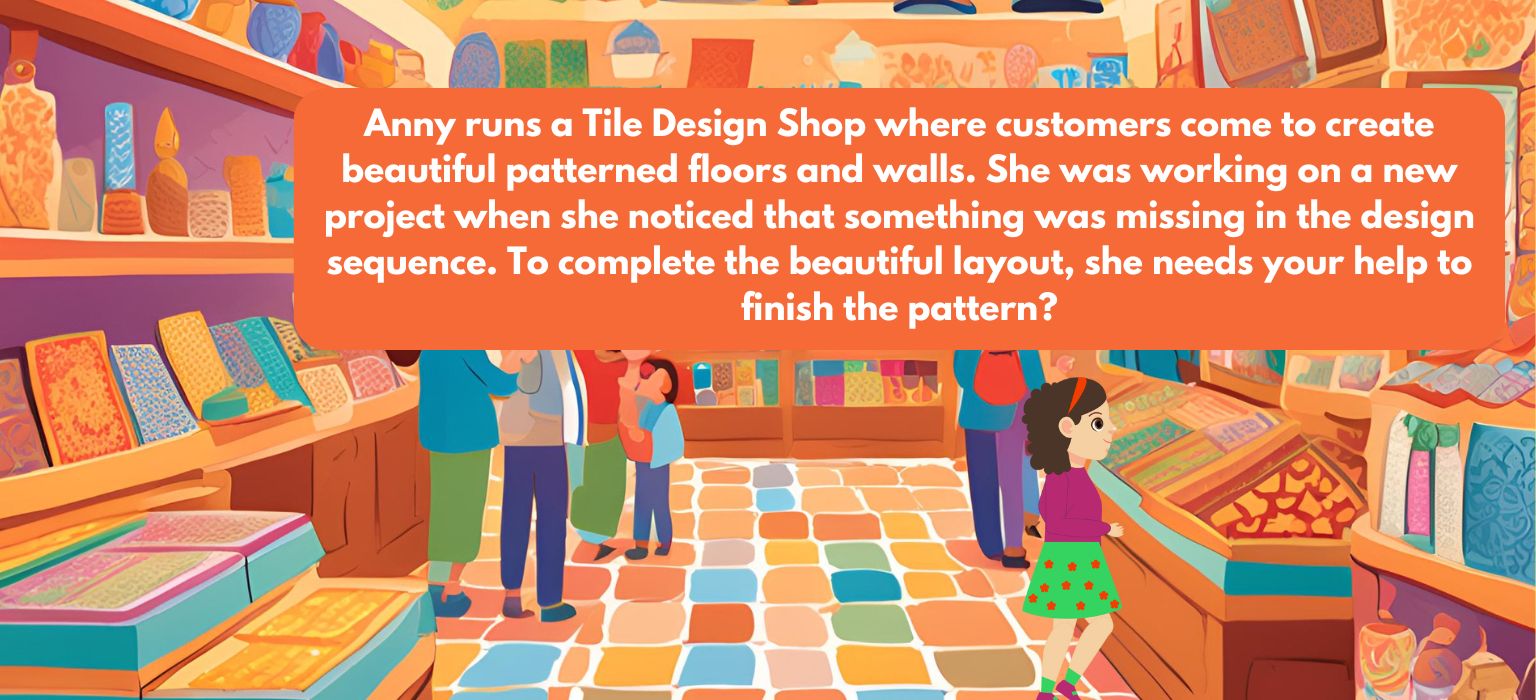 Anny runs a Tile Design Shop where customers come to create
beautiful patterned floors and walls. She was working on a new
project when she noticed that something was missing in the design
sequence. To complete the beautiful layout, she needs your help to
finish the pattern?